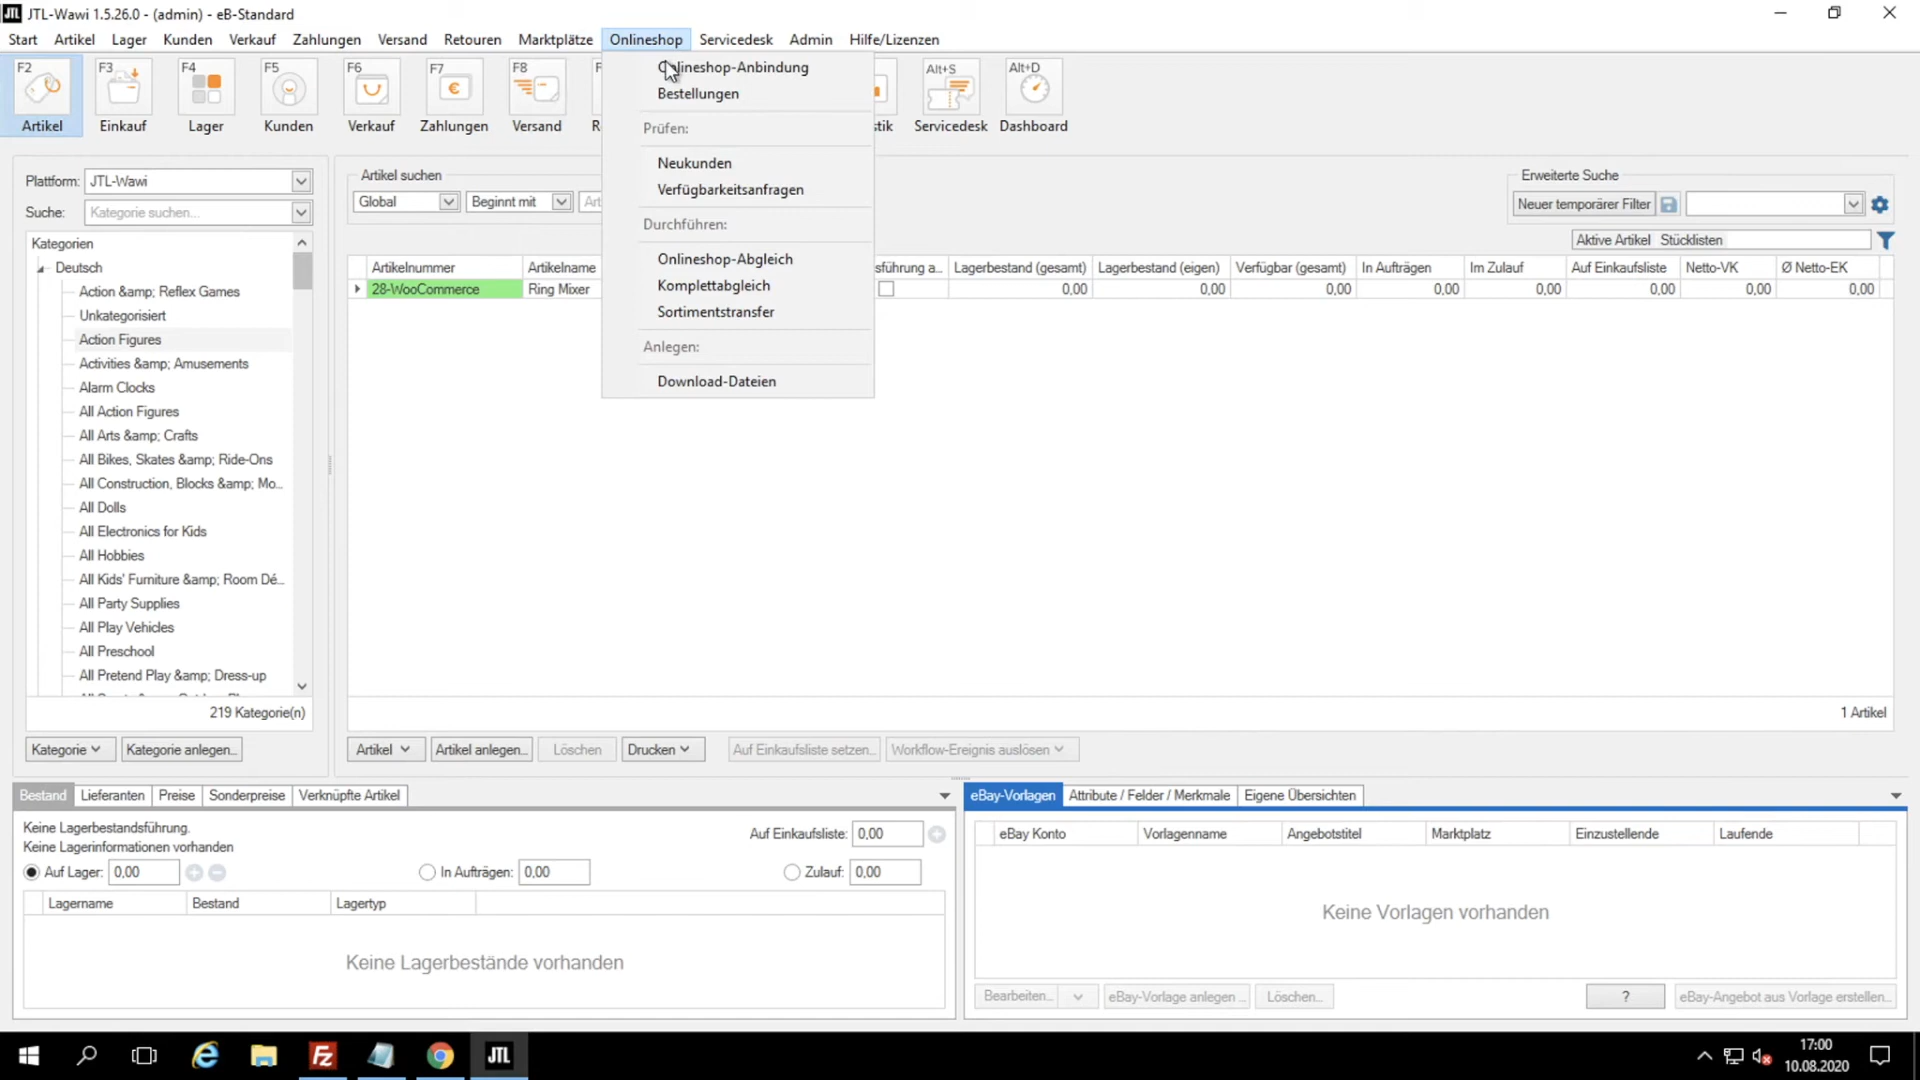 JTL JTL-Wawi 1.5.26.0 - (admin) - eB-Standard
Start Artikel Lager Kunden Verkauf Zahlungen Versand Retouren Marktplätze Onlineshop Servicedesk Admin Hilfe/Lizenzen
F2 Artikel
F3 Einkauf
F4 Lager
F5 Kunden
F6 Verkauf
F7 Zahlungen
F8 Versand
Alt+S Servicedesk
Alt+D Dashboard
Onlineshop-Anbindung
Bestellungen
Prüfen:
Neukunden
Verfügbarkeitsanfragen
Durchführen:
Onlineshop-Abgleich
Komplettabgleich
Sortimentstransfer
Anlegen:
Download-Dateien
Plattform: JTL-Wawi
Suche: Kategorie suchen...
Kategorien
Deutsch
Action &amp; Reflex Games
Unkategorisiert
Action Figures
Activities &amp; Amusements
Alarm Clocks
All Action Figures
All Arts &amp; Crafts
All Bikes, Skates &amp; Ride-Ons
All Construction, Blocks &amp; Mo...
All Dolls
All Electronics for Kids
All Hobbies
All Kids' Furniture &amp; Room Dé...
All Party Supplies
All Play Vehicles
All Preschool
All Pretend Play &amp; Dress-up
219 Kategorie(n)
Kategorie Kategorie anlegen...
Artikel suchen
Global Beginnt mit Art
Erweiterte Suche
Neuer temporärer Filter
Aktive Artikel Stücklisten
Artikelnummer Artikelname sführung a... Lagerbestand (gesamt) Lagerbestand (eigen) Verfügbar (gesamt) In Aufträgen Im Zulauf Auf Einkaufsliste Netto-VK Ø Netto-EK
28-WooCommerce Ring Mixer 0,00 0,00 0,00 0,00 0,00 0,00 0,00 0,00
1 Artikel
Artikel Artikel anlegen... Löschen Drucken Auf Einkaufsliste setzen... Workflow-Ereignis auslösen
Bestand Lieferanten Preise Sonderpreise Verknüpfte Artikel
Keine Lagerbestandsführung.
Keine Lagerinformationen vorhanden
Auf Einkaufsliste: 0,00
Auf Lager: 0,00 In Aufträgen: 0,00 Zulauf: 0,00
Lagername Bestand Lagertyp
Keine Lagerbestände vorhanden
eBay-Vorlagen Attribute / Felder / Merkmale Eigene Übersichten
eBay Konto Vorlagenname Angebotstitel Marktplatz Einzustellende Laufende
Keine Vorlagen vorhanden
Bearbeiten... eBay-Vorlage anlegen ... Löschen... ? eBay-Angebot aus Vorlage erstellen...
JTL
17:00
10.08.2020